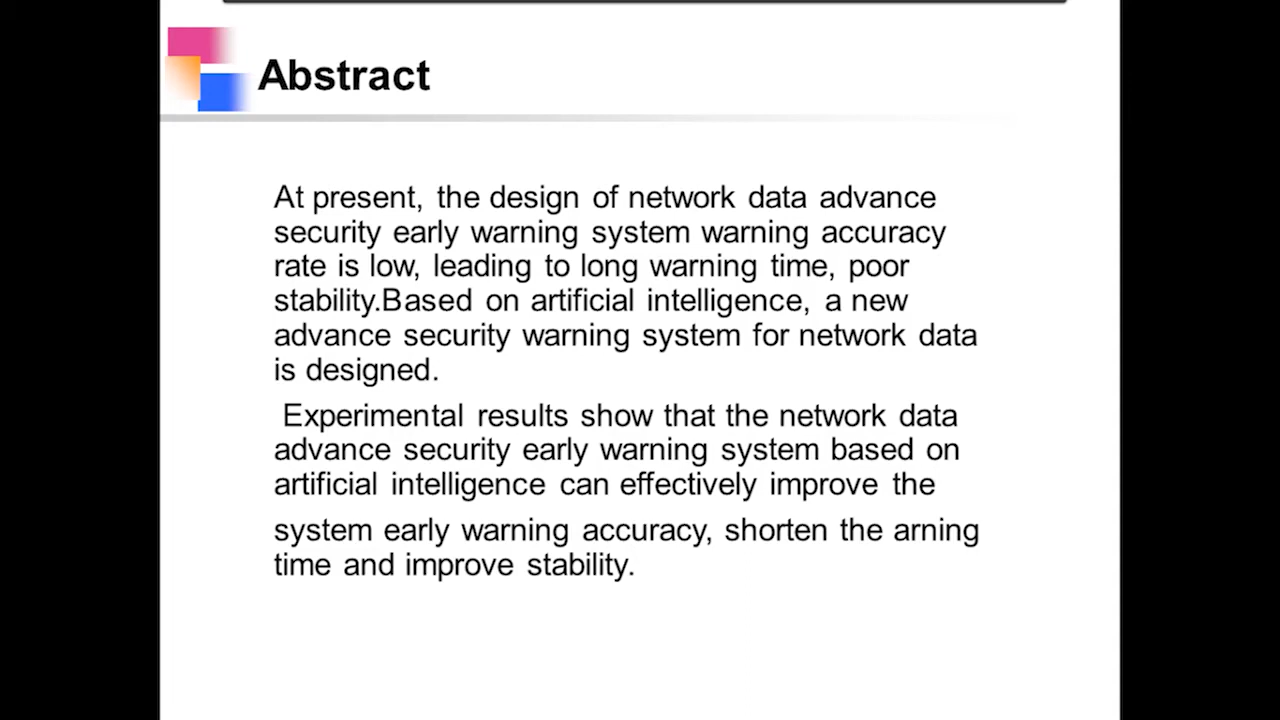 Abstract
At present, the design of network data advance
security early warning system warning accuracy
rate is low, leading to long warning time, poor
stability.Based on artificial intelligence, a new
advance security warning system for network data
is designed.
Experimental results show that the network data
advance security early warning system based on
artificial intelligence can effectively improve the
system early warning accuracy, shorten the arning
time and improve stability.